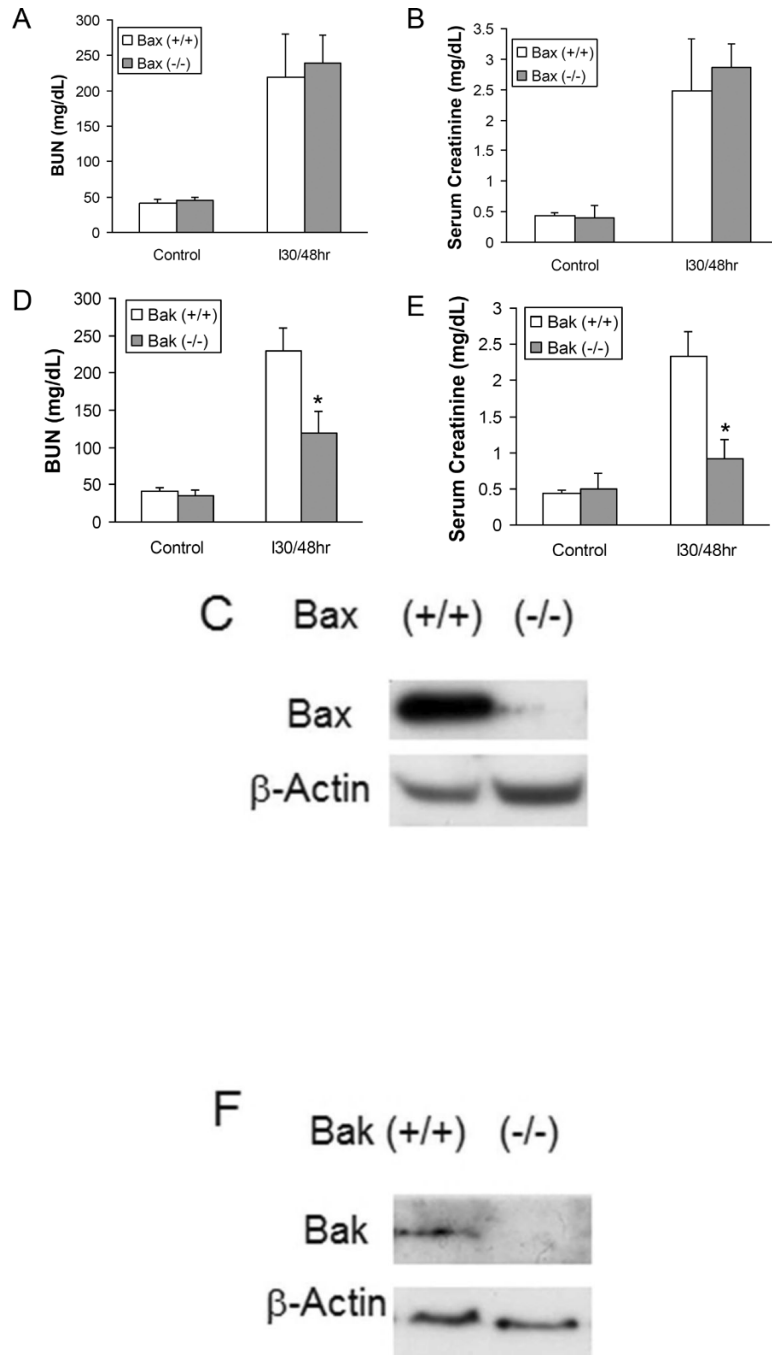 A
BUN (mg/dL)
300
250
200
150
100
50
0
Bax (+/+)
Bax (-/-)
Control
I30/48hr
B
Serum Creatinine (mg/dL)
3.5
3
2.5
2
1.5
1
0.5
0
Bax (+/+)
Bax (-/-)
Control
I30/48hr
D
BUN (mg/dL)
300
250
200
150
100
50
0
Bak (+/+)
Bak (-/-)
*
Control
I30/48hr
E
Serum Creatinine (mg/dL)
3
2.5
2
1.5
1
0.5
0
Bak (+/+)
Bak (-/-)
*
Control
I30/48hr
C Bax (+/+) (-/-)
Bax
β-Actin
F
Bak (+/+) (-/-)
Bak
β-Actin